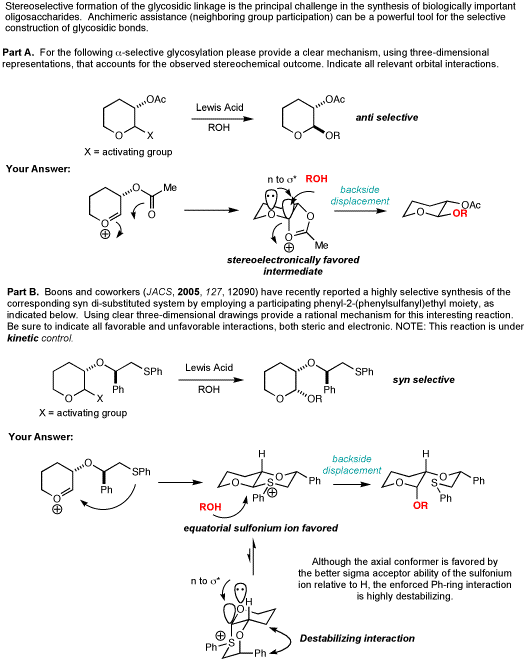 Stereoselective formation of the glycosidic linkage is the principal challenge in the synthesis of biologically important
oligosaccharides. Anchimeric assistance (neighboring group participation) can be a powerful tool for the selective
construction of glycosidic bonds.
Part A. For the following α-selective glycosylation please provide a clear mechanism, using three-dimensional
representations, that accounts for the observed stereochemical outcome. Indicate all relevant orbital interactions.
OAc
O
X
X = activating group
Lewis Acid
ROH
OAc
O
OR
anti selective
Your Answer:
O
O
Me
O
⊕
n to σ*
ROH
O
O
O
Me
⊕
stereoelectronically favored
intermediate
backside
displacement
O
OAc
OR
Part B. Boons and coworkers (JACS, 2005, 127, 12090) have recently reported a highly selective synthesis of the
corresponding syn di-substituted system by employing a participating phenyl-2-(phenylsulfanyl)ethyl moiety, as
indicated below. Using clear three-dimensional drawings provide a rational mechanism for this interesting reaction.
Be sure to indicate all favorable and unfavorable interactions, both steric and electronic. NOTE: This reaction is under
kinetic control.
O
SPh
Ph
O
X
X = activating group
Lewis Acid
ROH
O
SPh
Ph
O
OR
syn selective
Your Answer:
O
SPh
Ph
O
⊕
H
O
O
Ph
S
Ph
⊕
ROH
equatorial sulfonium ion favored
backside
displacement
H
O
O
Ph
S
Ph
OR
n to σ*
O
H
O
S
Ph
Ph
⊕
Destabilizing interaction
Although the axial conformer is favored by
the better sigma acceptor ability of the sulfonium
ion relative to H, the enforced Ph-ring interaction
is highly destabilizing.